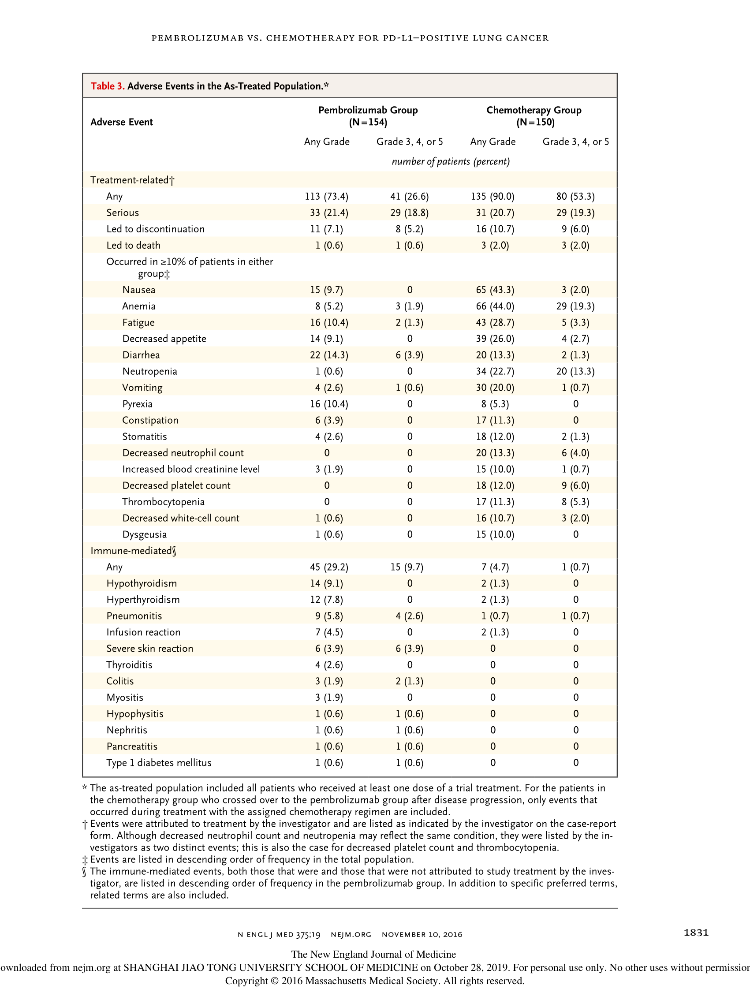 PEMBROLIZUMAB VS. CHEMOTHERAPY FOR PD-L1–POSITIVE LUNG CANCER
Table 3. Adverse Events in the As-Treated Population.*
Adverse Event Pembrolizumab Group (N=154) Chemotherapy Group (N=150)
Any Grade Grade 3, 4, or 5 Any Grade Grade 3, 4, or 5
number of patients (percent)
Treatment-related†
Any 113 (73.4) 41 (26.6) 135 (90.0) 80 (53.3)
Serious 33 (21.4) 29 (18.8) 31 (20.7) 29 (19.3)
Led to discontinuation 11 (7.1) 8 (5.2) 16 (10.7) 9 (6.0)
Led to death 1 (0.6) 1 (0.6) 3 (2.0) 3 (2.0)
Occurred in ≥10% of patients in either
group‡
Nausea 15 (9.7) 0 65 (43.3) 3 (2.0)
Anemia 8 (5.2) 3 (1.9) 66 (44.0) 29 (19.3)
Fatigue 16 (10.4) 2 (1.3) 43 (28.7) 5 (3.3)
Decreased appetite 14 (9.1) 0 39 (26.0) 4 (2.7)
Diarrhea 22 (14.3) 6 (3.9) 20 (13.3) 2 (1.3)
Neutropenia 1 (0.6) 0 34 (22.7) 20 (13.3)
Vomiting 4 (2.6) 1 (0.6) 30 (20.0) 1 (0.7)
Pyrexia 16 (10.4) 0 8 (5.3) 0
Constipation 6 (3.9) 0 17 (11.3) 0
Stomatitis 4 (2.6) 0 18 (12.0) 2 (1.3)
Decreased neutrophil count 0 0 20 (13.3) 6 (4.0)
Increased blood creatinine level 3 (1.9) 0 15 (10.0) 1 (0.7)
Decreased platelet count 0 0 18 (12.0) 9 (6.0)
Thrombocytopenia 0 0 17 (11.3) 8 (5.3)
Decreased white-cell count 1 (0.6) 0 16 (10.7) 3 (2.0)
Dysgeusia 1 (0.6) 0 15 (10.0) 0
Immune-mediated§
Any 45 (29.2) 15 (9.7) 7 (4.7) 1 (0.7)
Hypothyroidism 14 (9.1) 0 2 (1.3) 0
Hyperthyroidism 12 (7.8) 0 2 (1.3) 0
Pneumonitis 9 (5.8) 4 (2.6) 1 (0.7) 1 (0.7)
Infusion reaction 7 (4.5) 0 2 (1.3) 0
Severe skin reaction 6 (3.9) 6 (3.9) 0 0
Thyroiditis 4 (2.6) 0 0 0
Colitis 3 (1.9) 2 (1.3) 0 0
Myositis 3 (1.9) 0 0 0
Hypophysitis 1 (0.6) 1 (0.6) 0 0
Nephritis 1 (0.6) 1 (0.6) 0 0
Pancreatitis 1 (0.6) 1 (0.6) 0 0
Type 1 diabetes mellitus 1 (0.6) 1 (0.6) 0 0
* The as-treated population included all patients who received at least one dose of a trial treatment. For the patients in
the chemotherapy group who crossed over to the pembrolizumab group after disease progression, only events that
occurred during treatment with the assigned chemotherapy regimen are included.
† Events were attributed to treatment by the investigator and are listed as indicated by the investigator on the case-report
form. Although decreased neutrophil count and neutropenia may reflect the same condition, they were listed by the in-
vestigators as two distinct events; this is also the case for decreased platelet count and thrombocytopenia.
‡ Events are listed in descending order of frequency in the total population.
§ The immune-mediated events, both those that were and those that were not attributed to study treatment by the inves-
tigator, are listed in descending order of frequency in the pembrolizumab group. In addition to specific preferred terms,
related terms are also included.
N ENGL J MED 375;19 NEJM.ORG NOVEMBER 10, 2016 1831
The New England Journal of Medicine
ownloaded from nejm.org at SHANGHAI JIAO TONG UNIVERSITY SCHOOL OF MEDICINE on October 28, 2019. For personal use only. No other uses without permission
Copyright © 2016 Massachusetts Medical Society. All rights reserved.